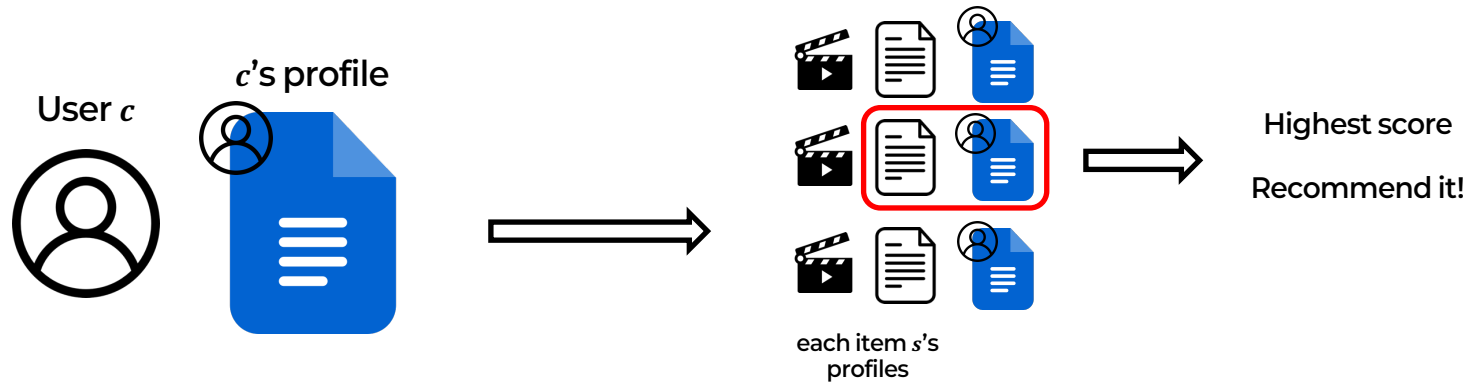 User c
c's profile
each item s's
profiles
Highest score
Recommend it!